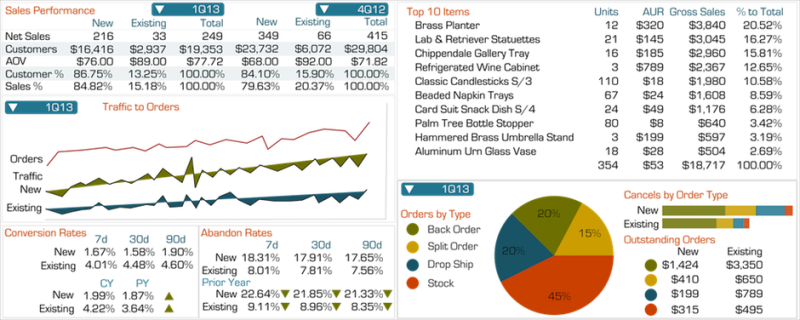 Sales Performance
1Q13
4Q12
New Existing Total New Existing Total
Net Sales 216 33 249 349 66 415
Customers $16,416 $2,937 $19,353 $23,732 $6,072 $29,804
AOV $76.00 $89.00 $77.72 $68.00 $92.00 $71.82
Customer % 86.75% 13.25% 100.00% 84.10% 15.90% 100.00%
Sales % 84.82% 15.18% 100.00% 79.63% 20.37% 100.00%
1Q13
Traffic to Orders
Orders
Traffic
New
Existing
Conversion Rates
7d 30d 90d
New 1.67% 1.58% 1.90%
Existing 4.01% 4.48% 4.60%
CY PY
New 1.99% 1.87%
Existing 4.22% 3.64%
Abandon Rates
7d 30d 90d
New 18.31% 17.91% 17.65%
Existing 8.01% 7.81% 7.56%
Prior Year
New 22.64% 21.85% 21.33%
Existing 9.11% 8.96% 8.35%
Top 10 Items Units AUR Gross Sales % to Total
Brass Planter 12 $320 $3,840 20.52%
Lab & Retriever Statuettes 21 $145 $3,045 16.27%
Chippendale Gallery Tray 16 $185 $2,960 15.81%
Refrigerated Wine Cabinet 3 $789 $2,367 12.65%
Classic Candlesticks S/3 110 $18 $1,980 10.58%
Beaded Napkin Trays 67 $24 $1,608 8.59%
Card Suit Snack Dish S/4 24 $49 $1,176 6.28%
Palm Tree Bottle Stopper 80 $8 $640 3.42%
Hammered Brass Umbrella Stand 3 $199 $597 3.19%
Aluminum Urn Glass Vase 18 $28 $504 2.69%
354 $53 $18,717 100.00%
1Q13
Orders by Type
Back Order
Split Order
Drop Ship
Stock
20%
15%
20%
45%
Cancels by Order Type
New
Existing
Outstanding Orders
New Existing
$1,424 $3,350
$410 $650
$199 $789
$315 $495